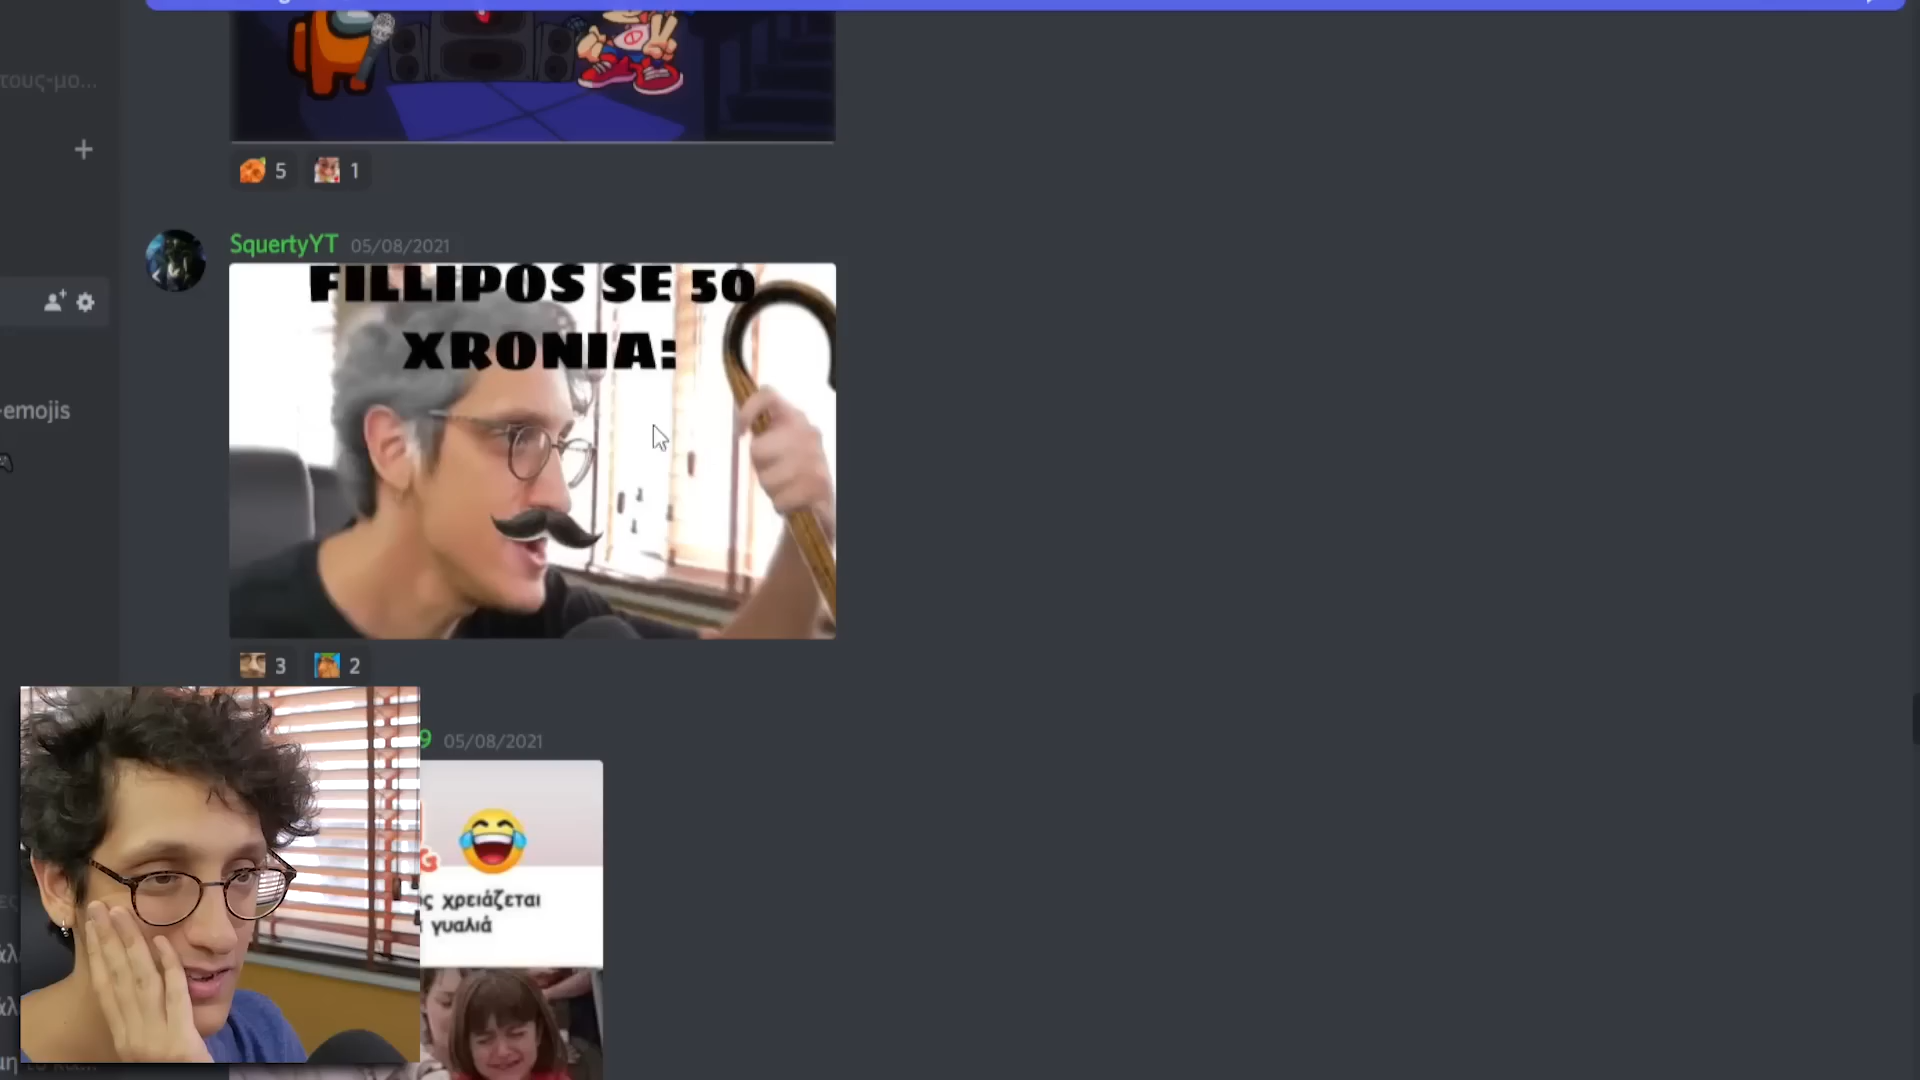 τους-μο...
5 1
SquertyYT 05/08/2021
FILLIPOS SE 50
XRONIA:
-emojis
3 2
9 05/08/2021
G
ς χρειάζεται
γυαλιά